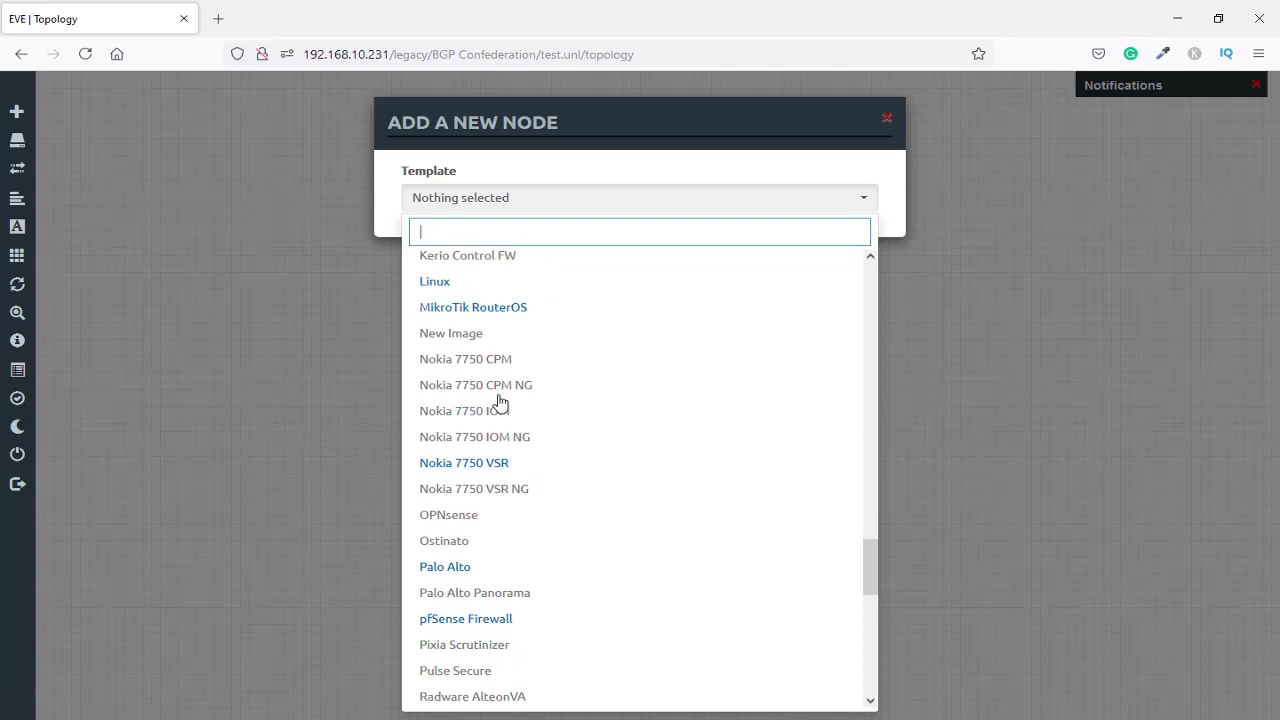 EVE | Topology
192.168.10.231/legacy/BGP Confederation/test.unl/topology
Notifications
ADD A NEW NODE
Template
Nothing selected
Kerio Control FW
Linux
MikroTik RouterOS
New Image
Nokia 7750 CPM
Nokia 7750 CPM NG
Nokia 7750 IOM
Nokia 7750 IOM NG
Nokia 7750 VSR
Nokia 7750 VSR NG
OPNsense
Ostinato
Palo Alto
Palo Alto Panorama
pfSense Firewall
Pixia Scrutinizer
Pulse Secure
Radware AlteonVA